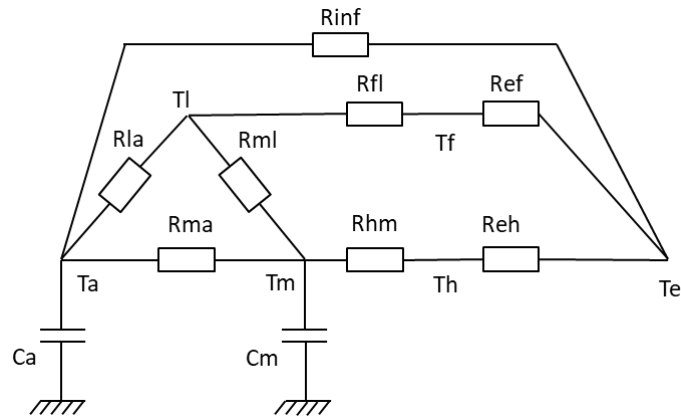 Rinf
Rfl Ref
Tl
Tf
Rla Rml
Rma Rhm Reh
Ta Tm Th Te
Ca Cm